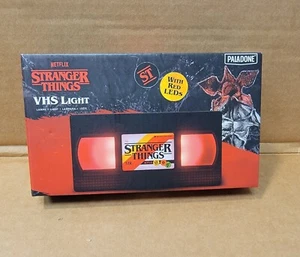 NETFLIX
STRANGER
THINGS
VHS LIGHT
ST
WITH
RED
LEDs
PALADONE
STRANGER
THINGS